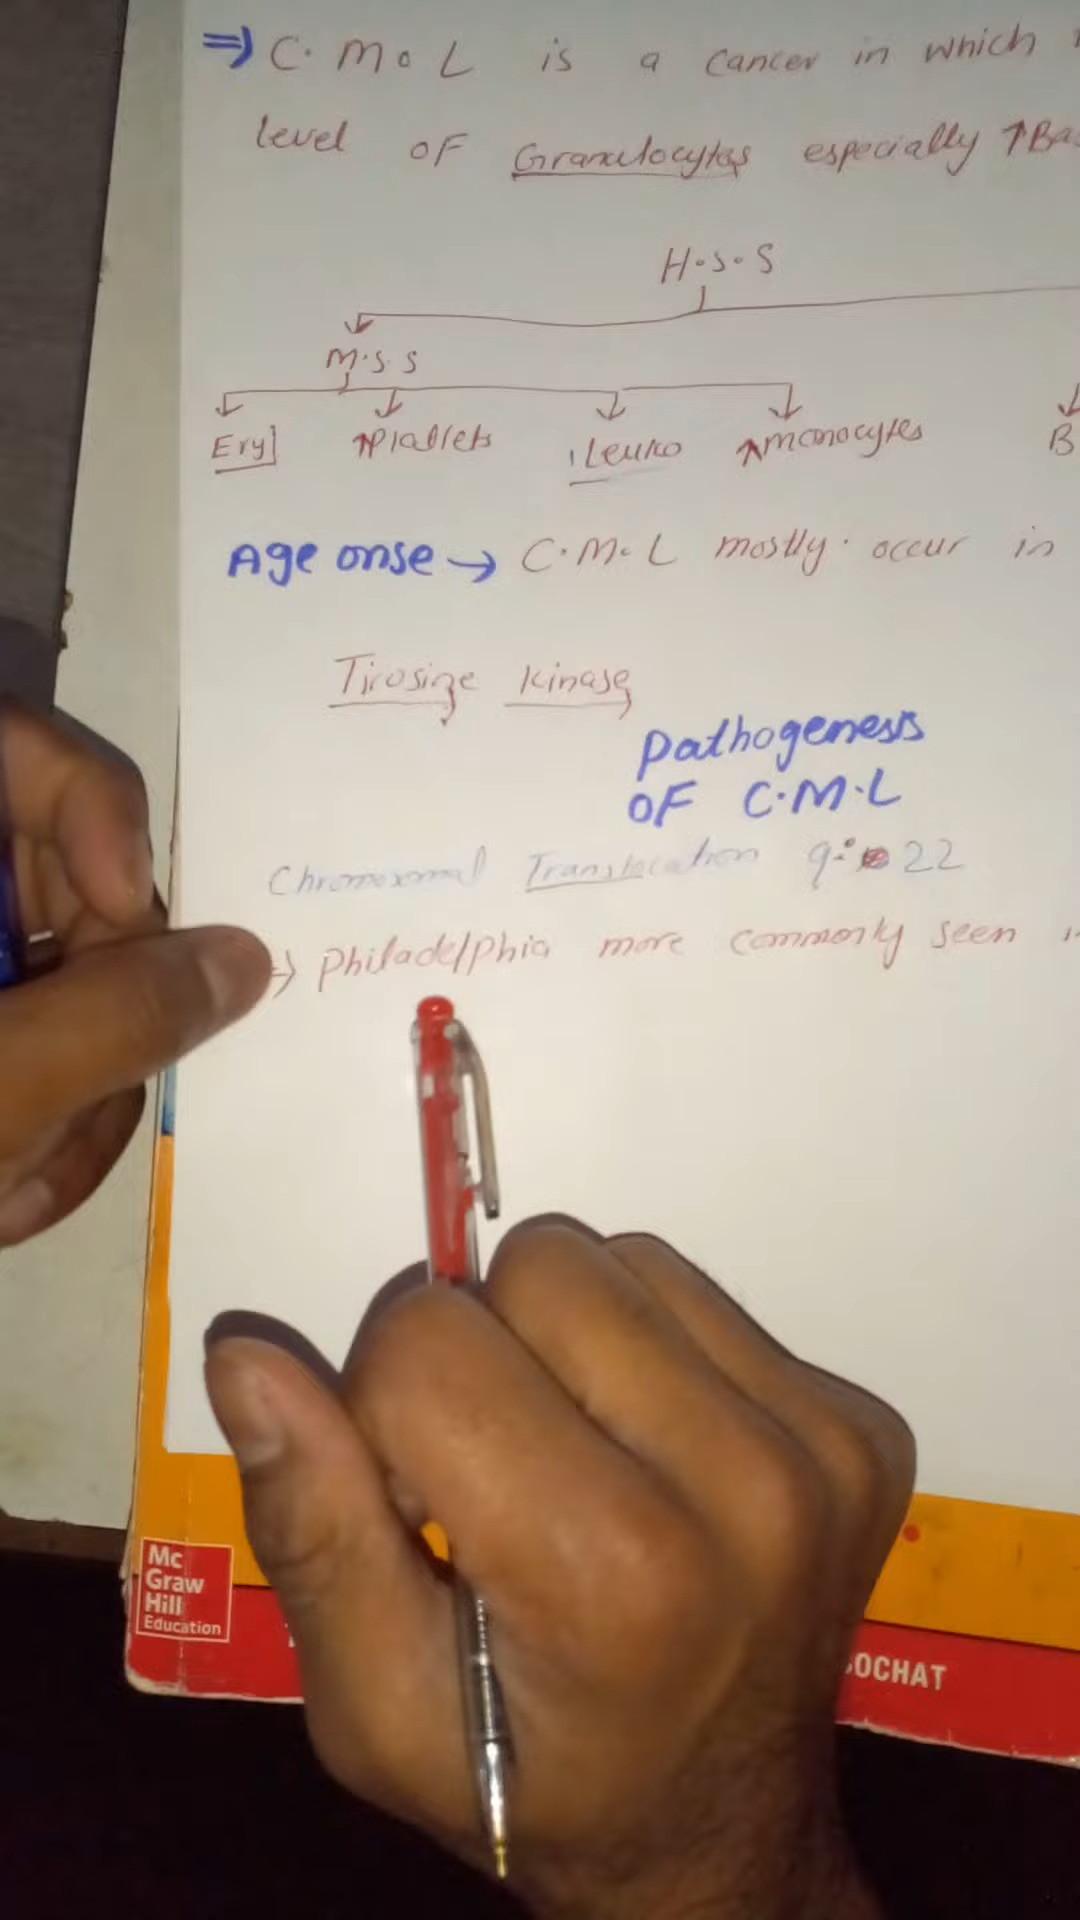 => C.M.L is a cancer in which
level of Granulocytes especially ↑Ba
H.S.S
M.S.S
Ery] ↑Platlets Leuko ↑monocytes B
Age onse → C.M.L mostly. occur in
Tirosine kinase
Pathogenesis
OF C.M.L
Chromosomal Translocation 9: 22
=> Philadelphia more commonly seen i
Mc
Graw
Hill
Education
OCHAT